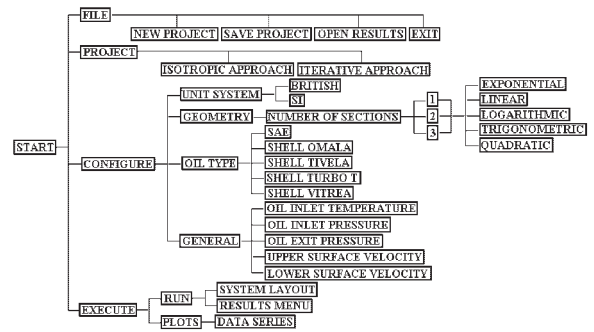 FILE
NEW PROJECT SAVE PROJECT OPEN RESULTS EXIT
PROJECT
ISOTROPIC APPROACH ITERATIVE APPROACH
UNIT SYSTEM
BRITISH
SI
GEOMETRY NUMBER OF SECTIONS
1
2
3
EXPONENTIAL
LINEAR
LOGARITHMIC
TRIGONOMETRIC
QUADRATIC
START
CONFIGURE
OIL TYPE
SAE
SHELL OMALA
SHELL TIVELA
SHELL TURBO T
SHELL VITREA
GENERAL
OIL INLET TEMPERATURE
OIL INLET PRESSURE
OIL EXIT PRESSURE
UPPER SURFACE VELOCITY
LOWER SURFACE VELOCITY
EXECUTE
RUN
SYSTEM LAYOUT
RESULTS MENU
PLOTS DATA SERIES